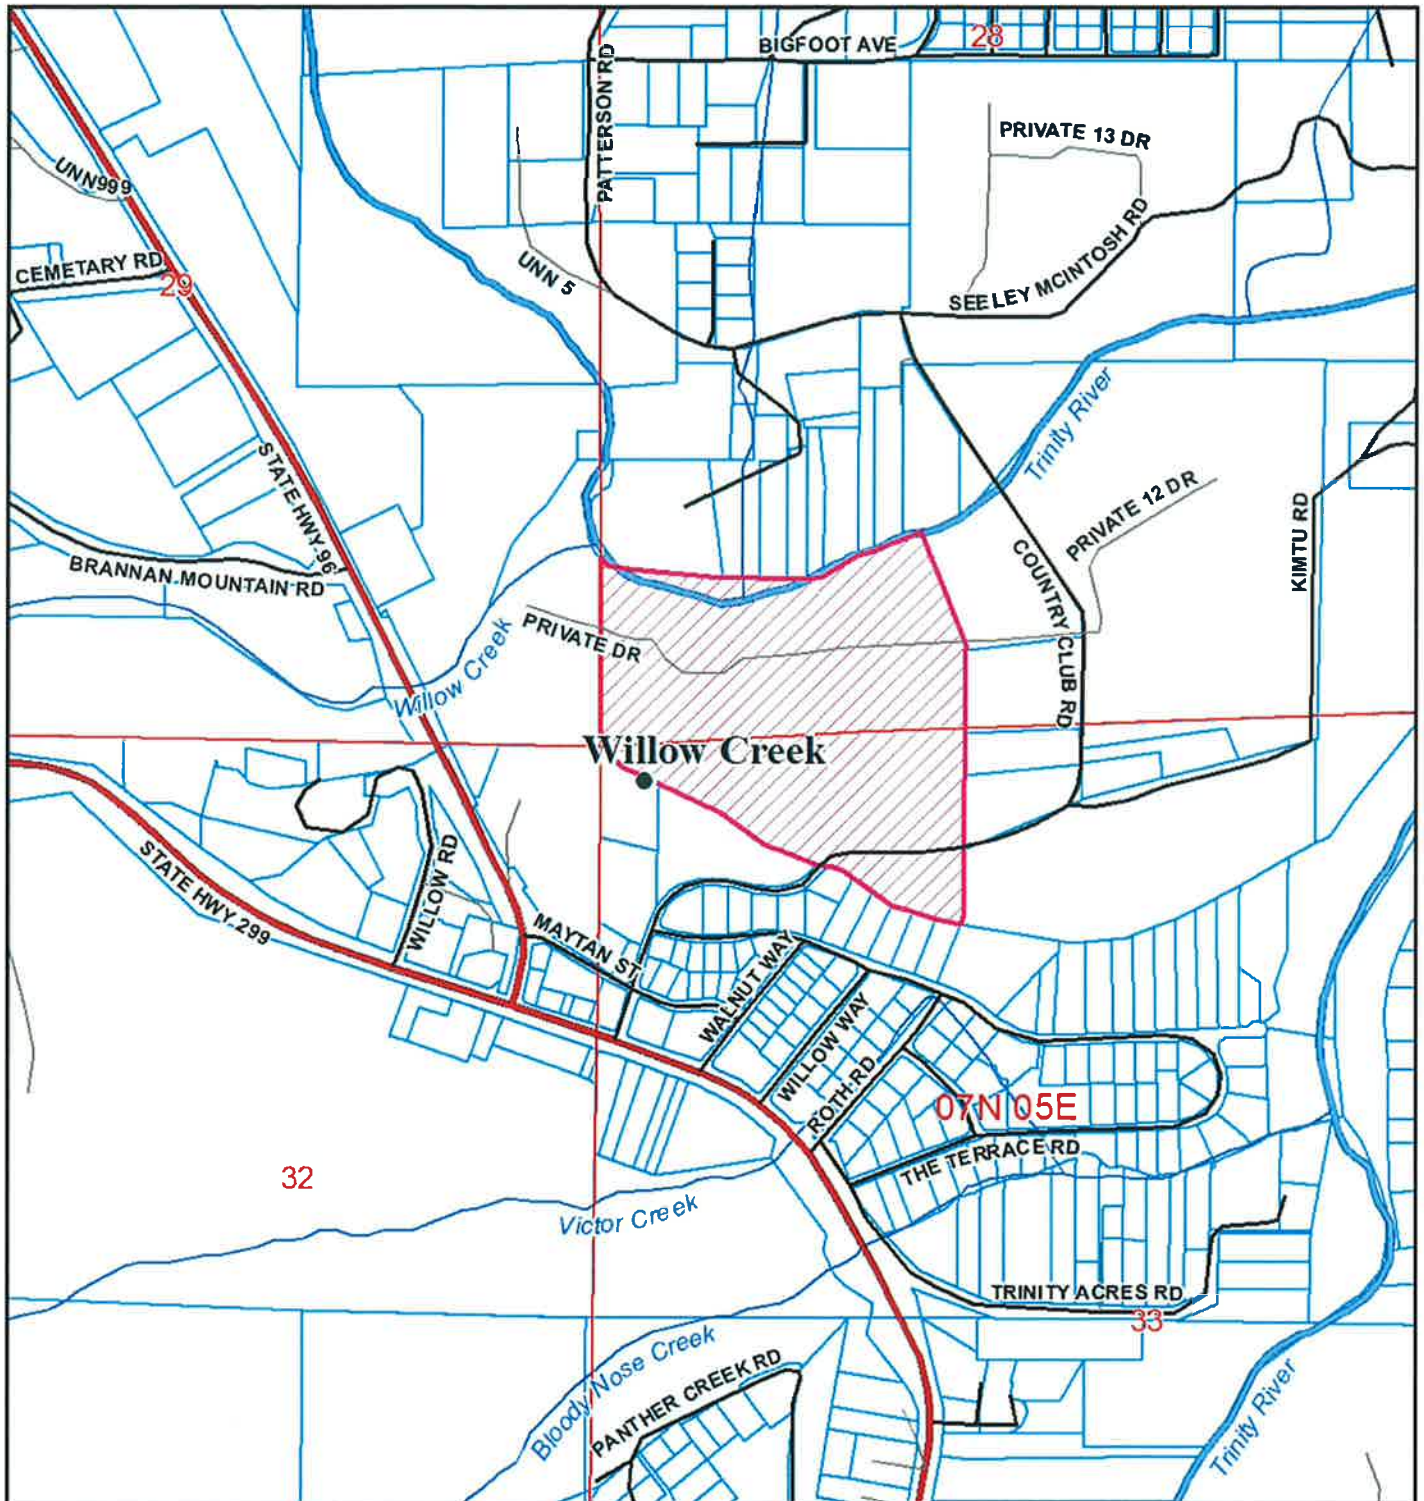 28
BIGFOOT AVE
PATTERSON RD
PRIVATE 13 DR
UNN999
CEMETARY RD
29
UNN 5
SEELEY MCINTOSH RD
Trinity River
STATE HWY 96
PRIVATE 12 DR
KIMTU RD
BRANNAN MOUNTAIN RD
COUNTRY CLUB RD
PRIVATE DR
Willow Creek
Willow Creek
STATE HWY 299
WILLOW RD
MAYTAN ST
WALNUT WAY
WILLOW WAY
ROTH RD
07N 05E
THE TERRACE RD
32
Victor Creek
TRINITY ACRES RD
33
Bloody Nose Creek
PANTHER CREEK RD
Trinity River